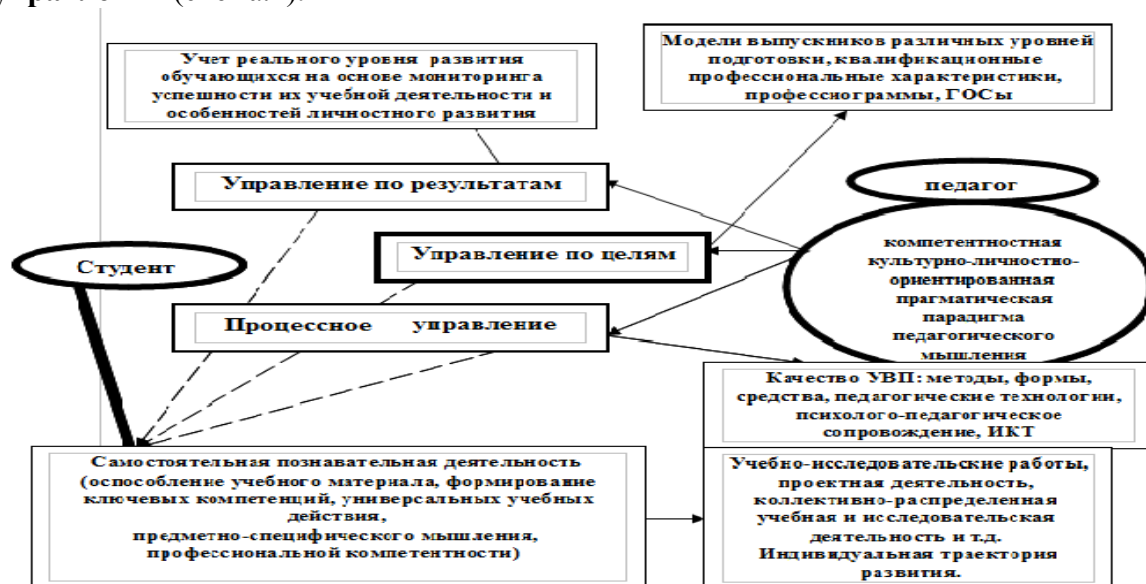 Учет реального уровня развития
обучающихся на основе мониторинга
успешности их учебной деятельности и
особенностей личностного развития
Модели выпускников различных уровней
подготовки, квалификационные
профессиональные характеристики,
профессиограммы, ГОСы
Управление по результатам
педагог
Управление по целям
Студент
компетентностная
культурно-личностно-
ориентированная
прагматическая
парадигма
педагогического
мышления
Процессное управление
Качество УВП: методы, формы,
средства, педагогические технологии,
психолого-педагогическое
сопровождение, ИКТ
Самостоятельная познавательная деятельность
(оспособление учебного материала, формирование
ключевых компетенций, универсальных учебных
действия,
предметно-специфического мышления,
профессиональной компетентности)
Учебно-исследовательские работы,
проектная деятельность,
коллективно-распределенная
учебная и исследовательская
деятельность и т.д.
Индивидуальная траектория
развития.